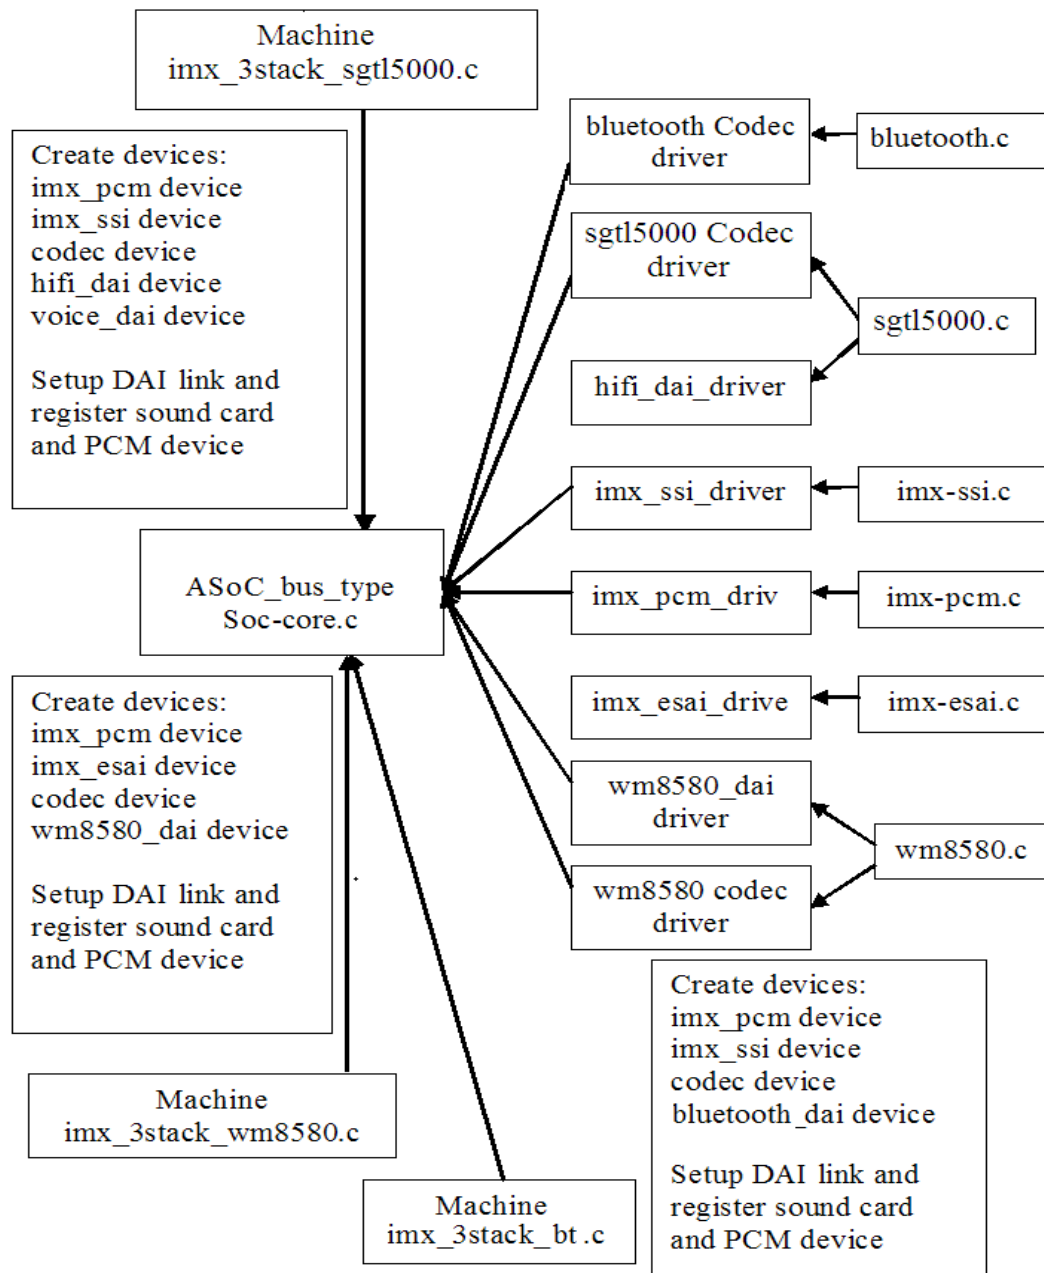 Machine
imx_3stack_sgtl5000.c
Create devices:
imx_pcm device
imx_ssi device
codec device
hifi_dai device
voice_dai device
Setup DAI link and
register sound card
and PCM device
bluetooth Codec
driver
bluetooth.c
sgtl5000 Codec
driver
sgtl5000.c
hifi_dai_driver
imx_ssi_driver
imx-ssi.c
ASoC_bus_type
Soc-core.c
imx_pcm_driv
imx-pcm.c
imx_esai_drive
imx-esai.c
Create devices:
imx_pcm device
imx_esai device
codec device
wm8580_dai device
Setup DAI link and
register sound card
and PCM device
wm8580_dai
driver
wm8580.c
wm8580 codec
driver
Machine
imx_3stack_wm8580.c
Machine
imx_3stack_bt.c
Create devices:
imx_pcm device
imx_ssi device
codec device
bluetooth_dai device
Setup DAI link and
register sound card
and PCM device